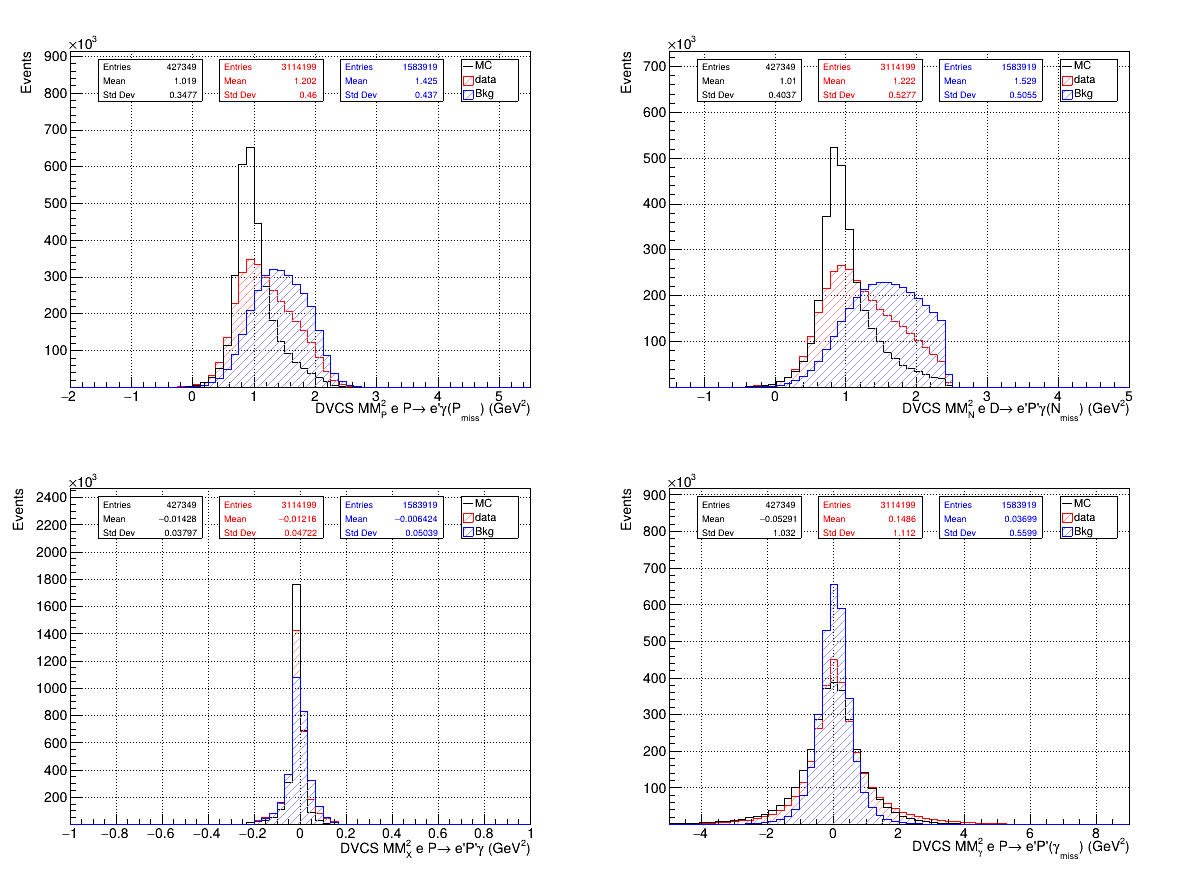 ×10³
Events
900
800
700
600
500
400
300
200
100
−2 −1 0 1 2 3 4 5
Entries 427349
Mean 1.019
Std Dev 0.3477
Entries 3114199
Mean 1.202
Std Dev 0.46
Entries 1583919
Mean 1.425
Std Dev 0.437
MC
data
Bkg
DVCS MM²_P e P→ e'γ(P_miss) (GeV²)
×10³
Events
700
600
500
400
300
200
100
−1 0 1 2 3 4 5
Entries 427349
Mean 1.01
Std Dev 0.4037
Entries 3114199
Mean 1.222
Std Dev 0.5277
Entries 1583919
Mean 1.529
Std Dev 0.5055
MC
data
Bkg
DVCS MM²_N e D→ e'P'γ(N_miss) (GeV²)
×10³
Events
2400
2200
2000
1800
1600
1400
1200
1000
800
600
400
200
−1 −0.8 −0.6 −0.4 −0.2 0 0.2 0.4 0.6 0.8 1
Entries 427349
Mean −0.01428
Std Dev 0.03797
Entries 3114199
Mean −0.01216
Std Dev 0.04722
Entries 1583919
Mean −0.006424
Std Dev 0.05039
MC
data
Bkg
DVCS MM²_X e P→ e'P'γ (GeV²)
×10³
Events
900
800
700
600
500
400
300
200
100
−4 −2 0 2 4 6 8
Entries 427349
Mean −0.05291
Std Dev 1.032
Entries 3114199
Mean 0.1486
Std Dev 1.112
Entries 1583919
Mean 0.03699
Std Dev 0.5599
MC
data
Bkg
DVCS MM²_γ e P→ e'P'(γ_miss) (GeV²)